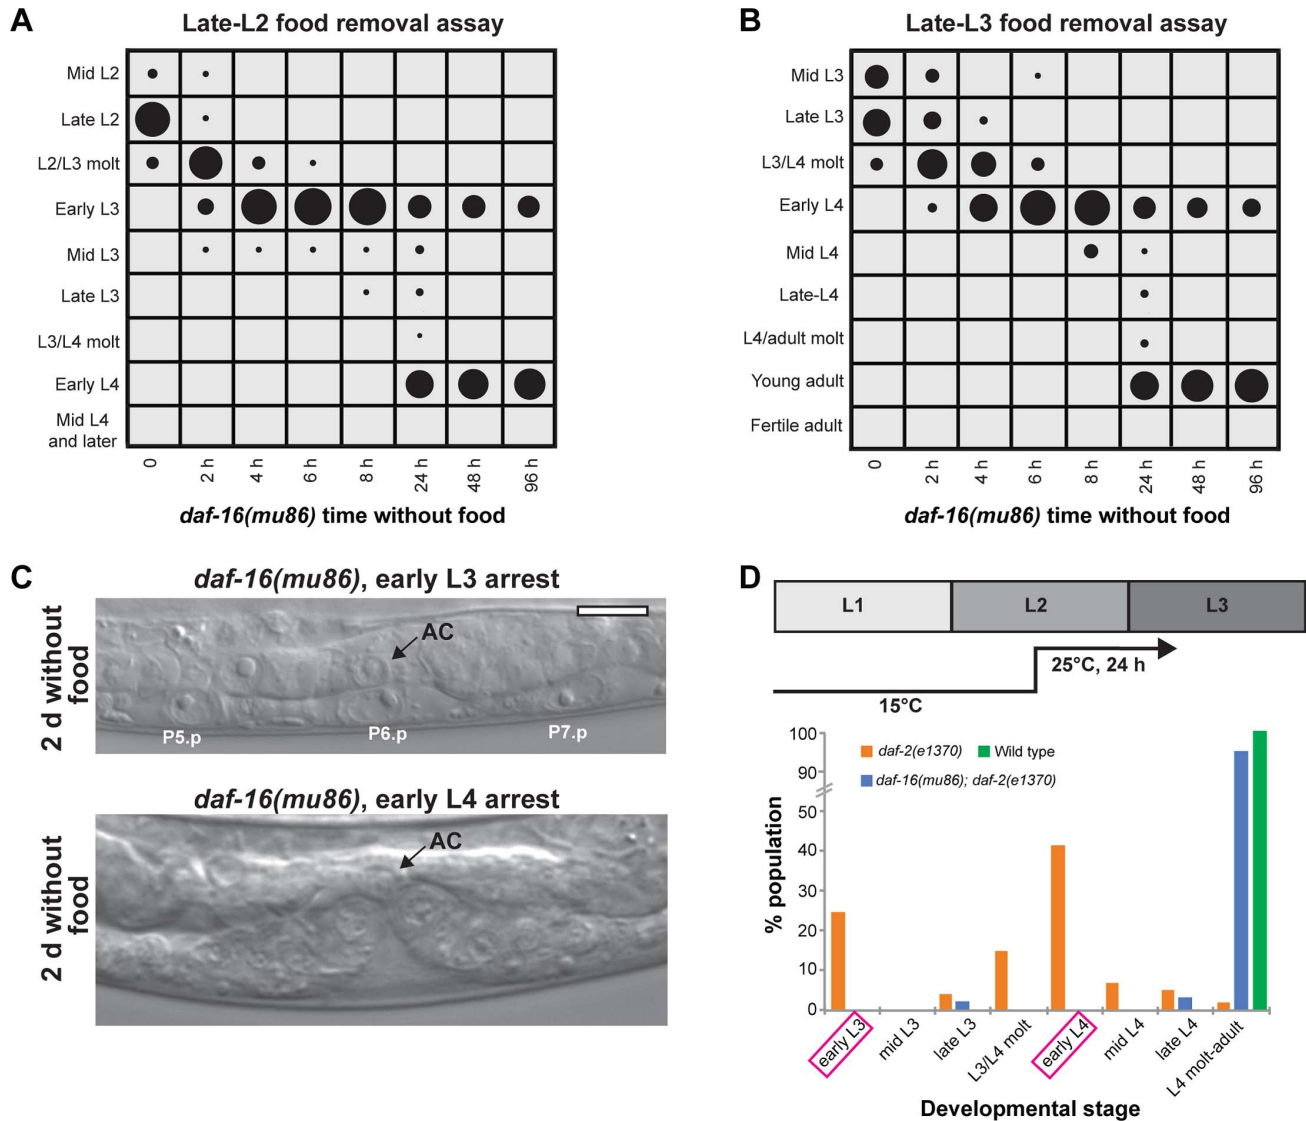 A
Late-L2 food removal assay
Mid L2
Late L2
L2/L3 molt
Early L3
Mid L3
Late L3
L3/L4 molt
Early L4
Mid L4
and later
0
2 h
4 h
6 h
8 h
24 h
48 h
96 h
daf-16(mu86) time without food
B
Late-L3 food removal assay
Mid L3
Late L3
L3/L4 molt
Early L4
Mid L4
Late-L4
L4/adult molt
Young adult
Fertile adult
0
2 h
4 h
6 h
8 h
24 h
48 h
96 h
daf-16(mu86) time without food
C
daf-16(mu86), early L3 arrest
2 d without
food
AC
P5.p
P6.p
P7.p
daf-16(mu86), early L4 arrest
2 d without
food
AC
D
L1
L2
L3
25°C, 24 h
15°C
daf-2(e1370)
Wild type
daf-16(mu86); daf-2(e1370)
% population
100
90
50
40
30
20
10
0
early L3
mid L3
late L3
L3/L4 molt
early L4
mid L4
late L4
L4 molt-adult
Developmental stage